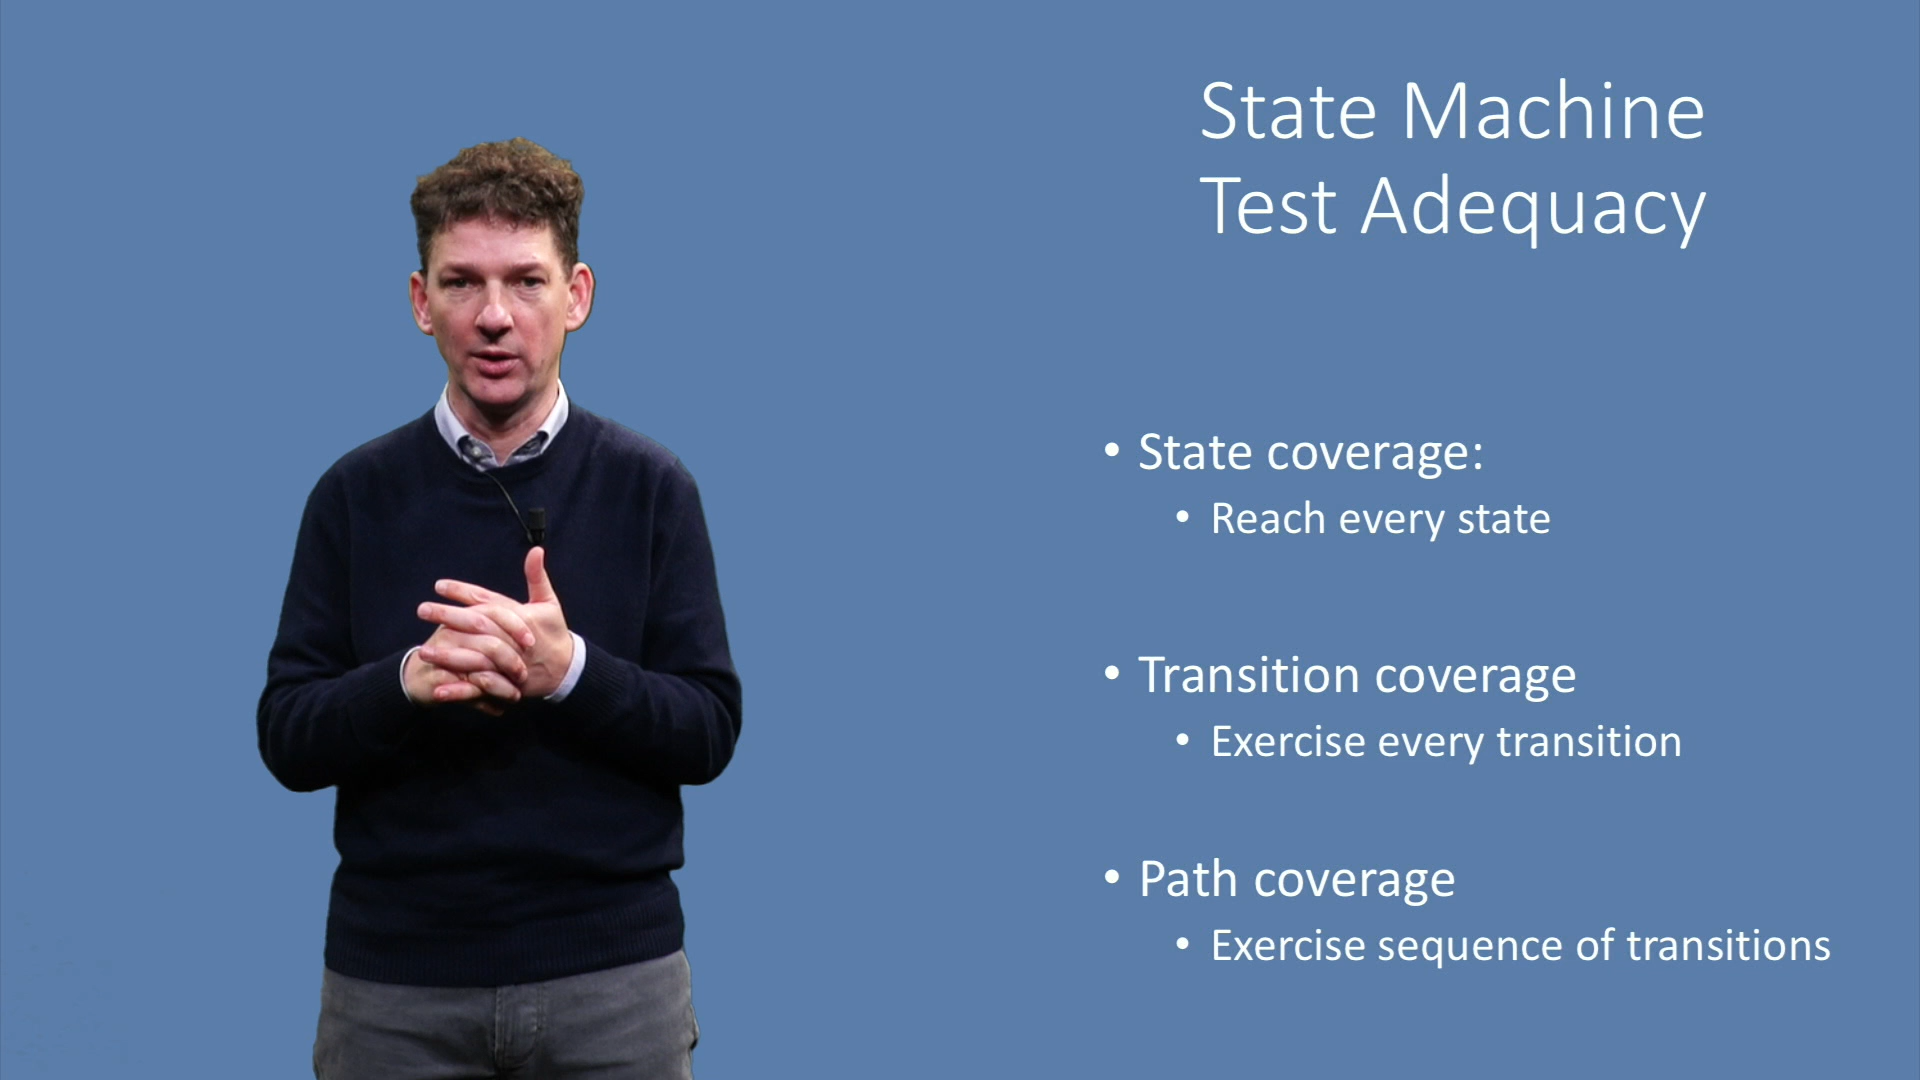 State Machine
Test Adequacy
• State coverage:
• Reach every state
• Transition coverage
• Exercise every transition
• Path coverage
• Exercise sequence of transitions